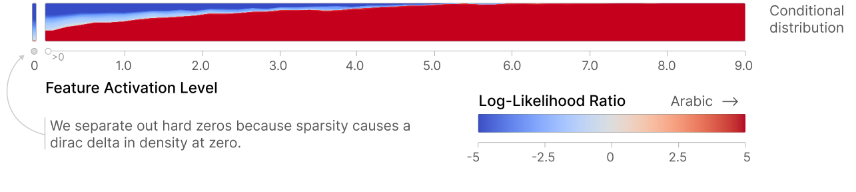 Conditional
distribution
0 >0 1.0 2.0 3.0 4.0 5.0 6.0 7.0 8.0 9.0
Feature Activation Level
Log-Likelihood Ratio Arabic →
We separate out hard zeros because sparsity causes a
dirac delta in density at zero.
-5 -2.5 0 2.5 5